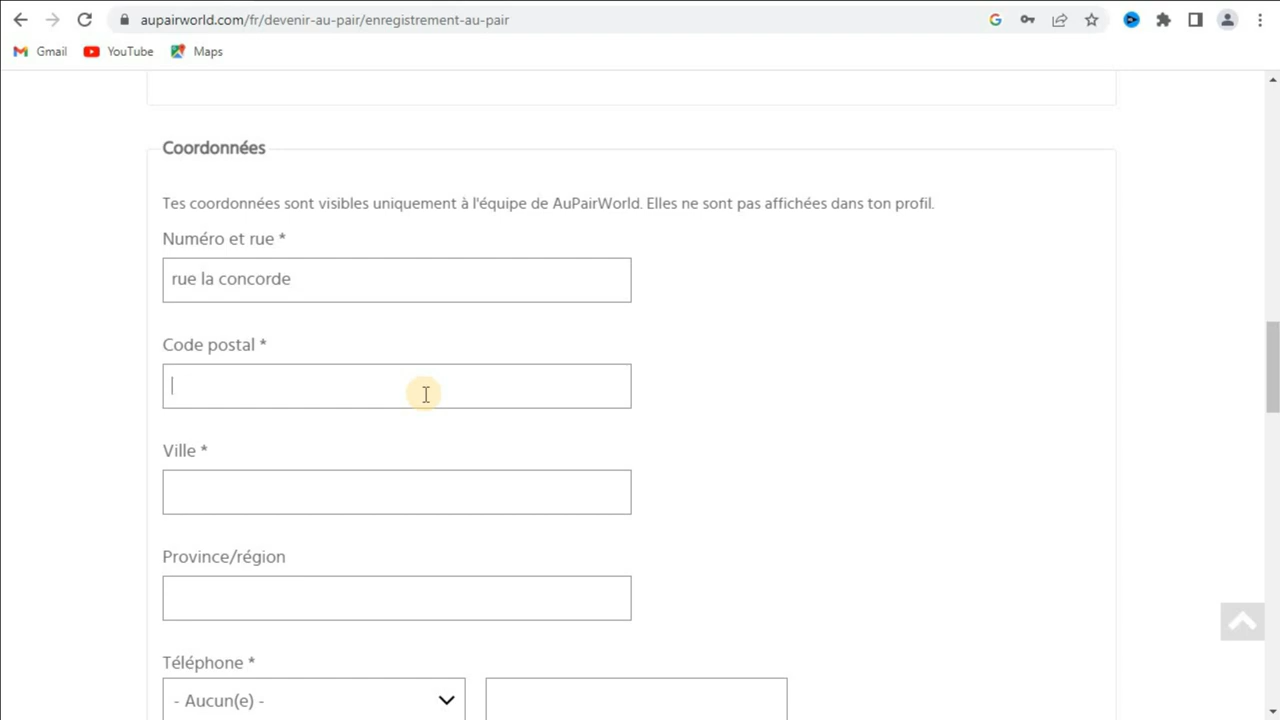 aupairworld.com/fr/devenir-au-pair/enregistrement-au-pair
Gmail YouTube Maps
Coordonnées
Tes coordonnées sont visibles uniquement à l'équipe de AuPairWorld. Elles ne sont pas affichées dans ton profil.
Numéro et rue *
rue la concorde
Code postal *
Ville *
Province/région
Téléphone *
- Aucun(e) -